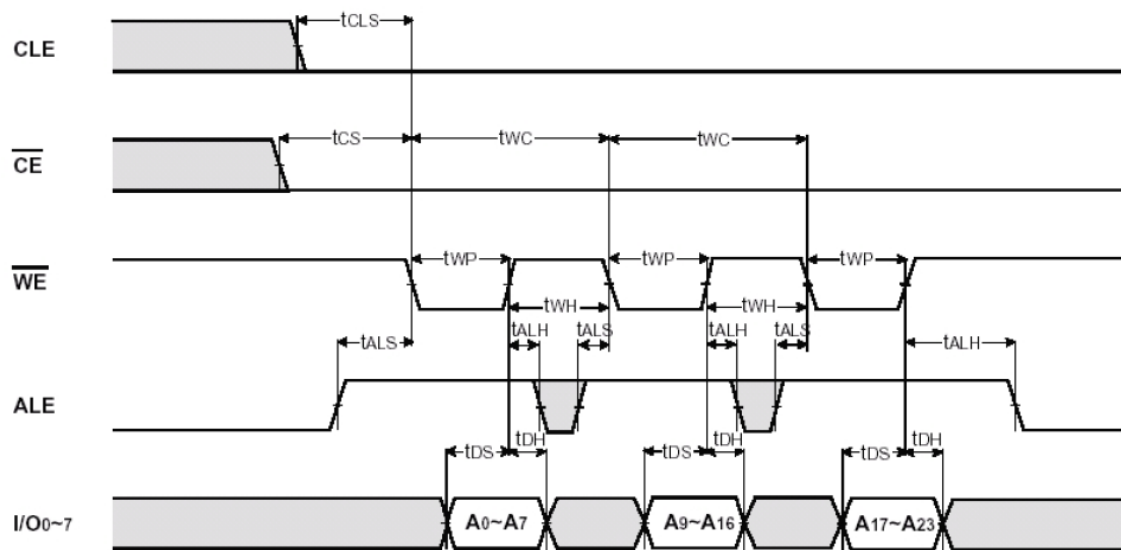 CLE
tCLS
CE
tCS
tWC
tWC
WE
tWP
tWP
tWP
tWH
tWH
tALH
tALS
tALH
tALS
tALS
tALH
ALE
tDS
tDH
tDS
tDH
tDS
tDH
I/O0~7
A0~A7
A9~A16
A17~A23